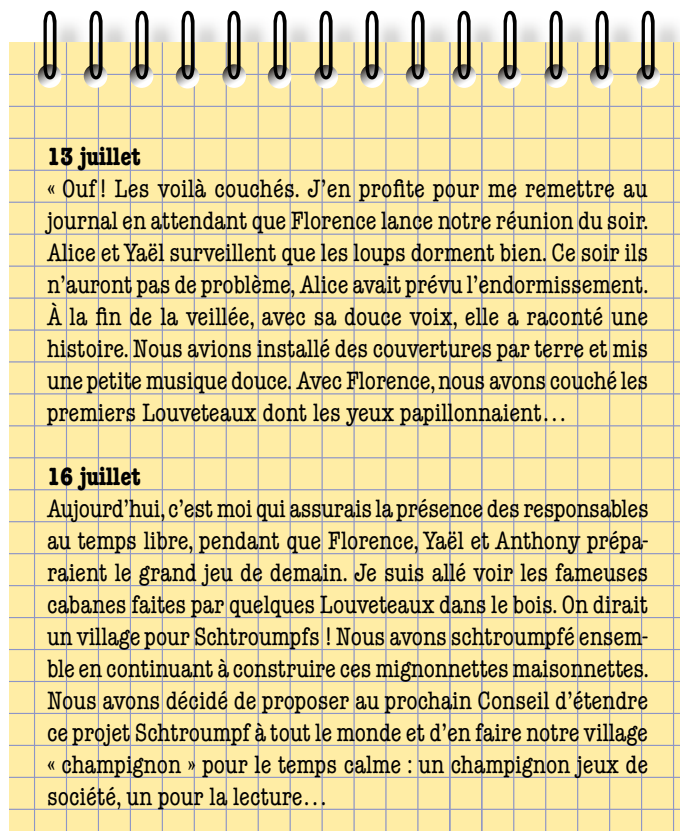 13 juillet
« Ouf ! Les voilà couchés. J'en profite pour me remettre au
journal en attendant que Florence lance notre réunion du soir.
Alice et Yaël surveillent que les loups dorment bien. Ce soir ils
n'auront pas de problème, Alice avait prévu l'endormissement.
À la fin de la veillée, avec sa douce voix, elle a raconté une
histoire. Nous avions installé des couvertures par terre et mis
une petite musique douce. Avec Florence, nous avons couché les
premiers Louveteaux dont les yeux papillonnaient...
16 juillet
Aujourd'hui, c'est moi qui assurais la présence des responsables
au temps libre, pendant que Florence, Yaël et Anthony prépa-
raient le grand jeu de demain. Je suis allé voir les fameuses
cabanes faites par quelques Louveteaux dans le bois. On dirait
un village pour Schtroumpfs ! Nous avons schtroumpfé ensem-
ble en continuant à construire ces mignonnettes maisonnettes.
Nous avons décidé de proposer au prochain Conseil d'étendre
ce projet Schtroumpf à tout le monde et d'en faire notre village
« champignon » pour le temps calme : un champignon jeux de
société, un pour la lecture...